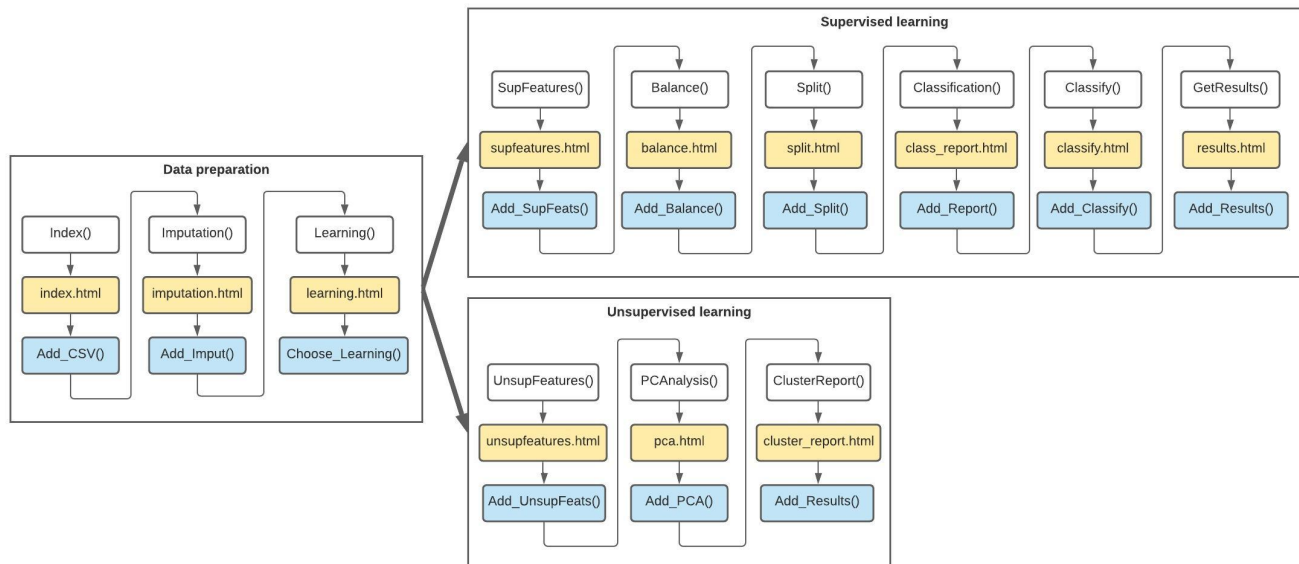 Supervised learning
SupFeatures()
Balance()
Split()
Classification()
Classify()
GetResults()
supfeatures.html
balance.html
split.html
class_report.html
classify.html
results.html
Add_SupFeats()
Add_Balance()
Add_Split()
Add_Report()
Add_Classify()
Add_Results()
Data preparation
Index()
Imputation()
Learning()
index.html
imputation.html
learning.html
Add_CSV()
Add_Imput()
Choose_Learning()
Unsupervised learning
UnsupFeatures()
PCAnalysis()
ClusterReport()
unsupfeatures.html
pca.html
cluster_report.html
Add_UnsupFeats()
Add_PCA()
Add_Results()